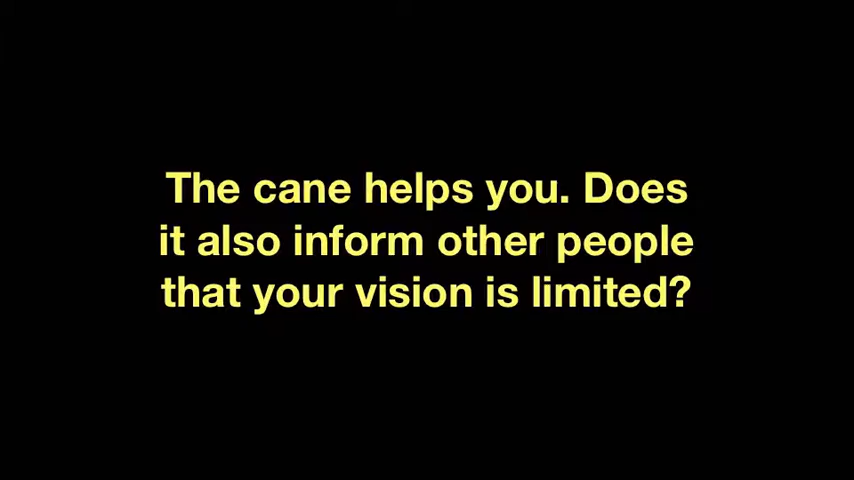 The cane helps you. Does
it also inform other people
that your vision is limited?